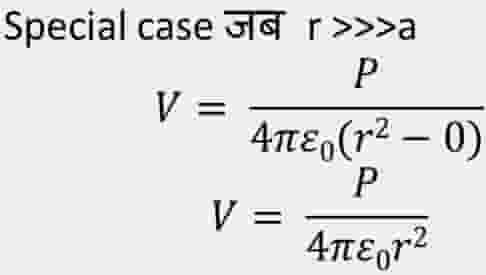 Special case जब r >>>a
V = P / 4πε₀(r² − 0)
V = P / 4πε₀r²